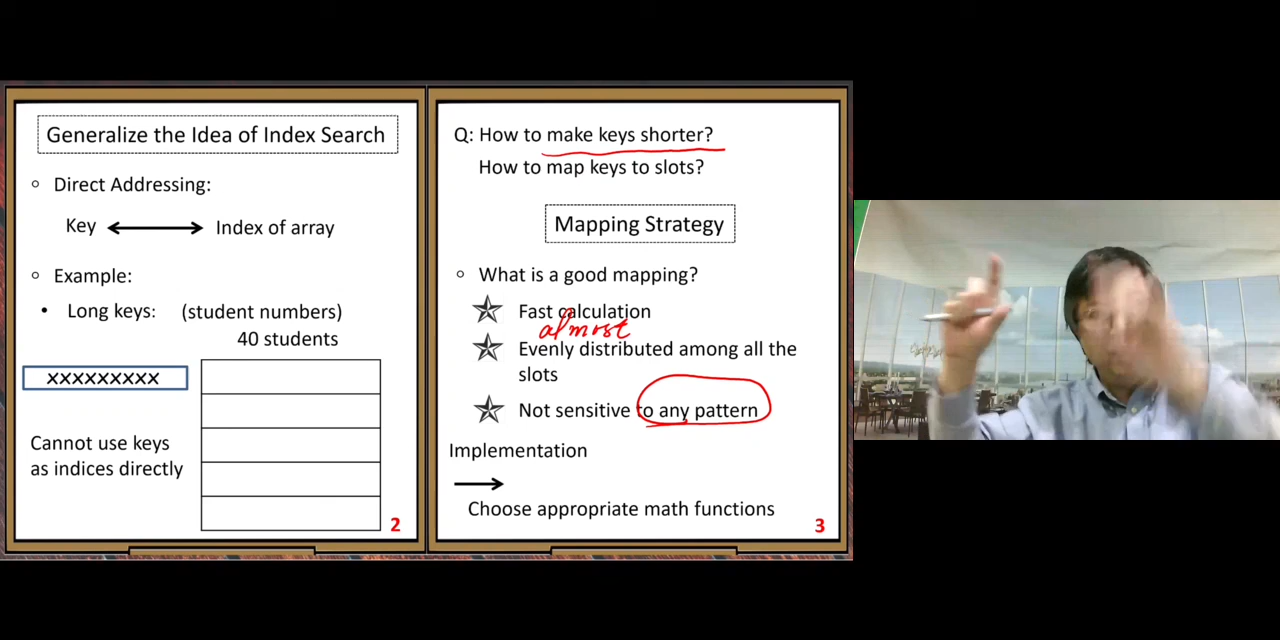 Generalize the Idea of Index Search
○ Direct Addressing:
Key ⟷ Index of array
○ Example:
• Long keys: (student numbers)
40 students
xxxxxxxxx
Cannot use keys
as indices directly
2
Q: How to make keys shorter?
How to map keys to slots?
Mapping Strategy
○ What is a good mapping?
Fast calculation
almost
Evenly distributed among all the
slots
Not sensitive to any pattern
Implementation
→
Choose appropriate math functions
3